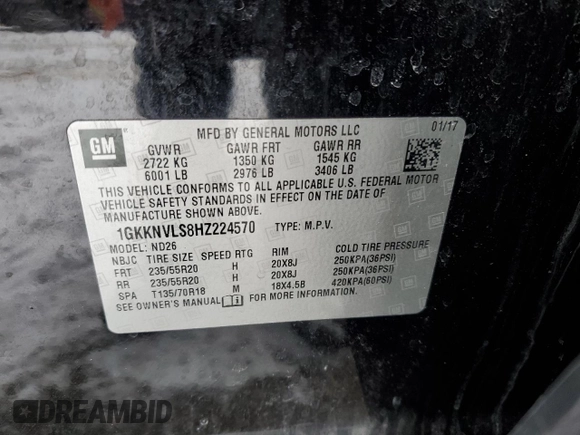 GM
MFD BY GENERAL MOTORS LLC 01/17
GVWR GAWR FRT GAWR RR
2722 KG 1350 KG 1545 KG
6001 LB 2976 LB 3406 LB
THIS VEHICLE CONFORMS TO ALL APPLICABLE U.S. FEDERAL MOTOR
VEHICLE SAFETY STANDARDS IN EFFECT ON THE DATE OF
MANUFACTURE SHOWN ABOVE.
1GKKNVLS8HZ224570 TYPE: M.P.V.
MODEL: ND26
NBJC TIRE SIZE SPEED RTG RIM COLD TIRE PRESSURE
FRT 235/55R20 H 20X8J 250KPA(36PSI)
RR 235/55R20 H 20X8J 250KPA(36PSI)
SPA T135/70R18 M 18X4.5B 420KPA(60PSI)
SEE OWNER'S MANUAL FOR MORE INFORMATION.
DREAMBID